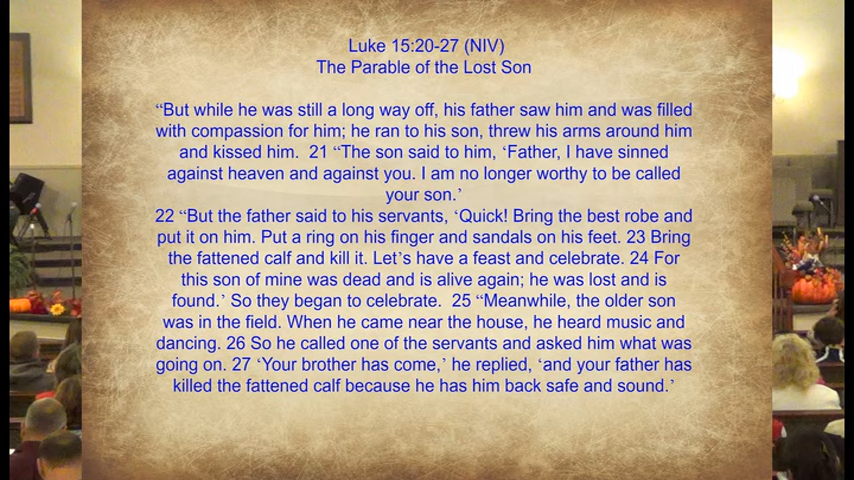 Luke 15:20-27 (NIV)
The Parable of the Lost Son
“But while he was still a long way off, his father saw him and was filled
with compassion for him; he ran to his son, threw his arms around him
and kissed him.  21 “The son said to him, ‘Father, I have sinned
against heaven and against you. I am no longer worthy to be called
your son.’
22 “But the father said to his servants, ‘Quick! Bring the best robe and
put it on him. Put a ring on his finger and sandals on his feet. 23 Bring
the fattened calf and kill it. Let’s have a feast and celebrate. 24 For
this son of mine was dead and is alive again; he was lost and is
found.’ So they began to celebrate.  25 “Meanwhile, the older son
was in the field. When he came near the house, he heard music and
dancing. 26 So he called one of the servants and asked him what was
going on. 27 ‘Your brother has come,’ he replied, ‘and your father has
killed the fattened calf because he has him back safe and sound.’